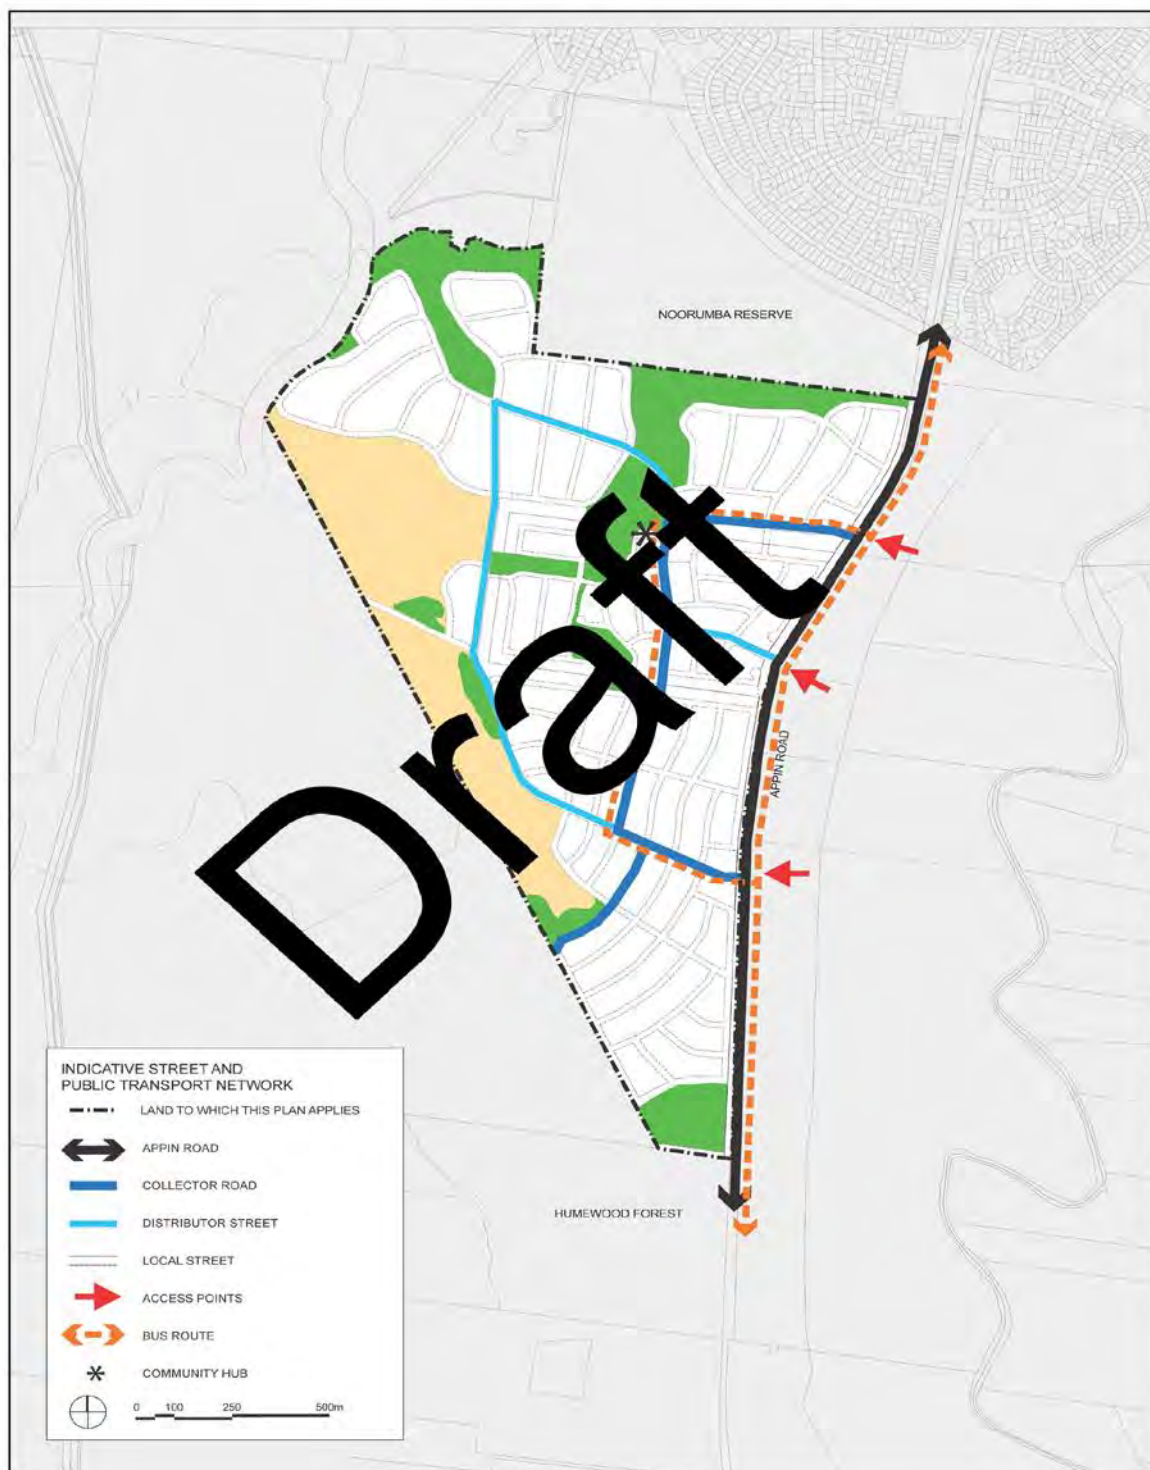 NOORUMBA RESERVE
Draft
APPIN ROAD
HUMEWOOD FOREST
INDICATIVE STREET AND
PUBLIC TRANSPORT NETWORK
LAND TO WHICH THIS PLAN APPLIES
APPIN ROAD
COLLECTOR ROAD
DISTRIBUTOR STREET
LOCAL STREET
ACCESS POINTS
BUS ROUTE
COMMUNITY HUB
0 100 250 500m